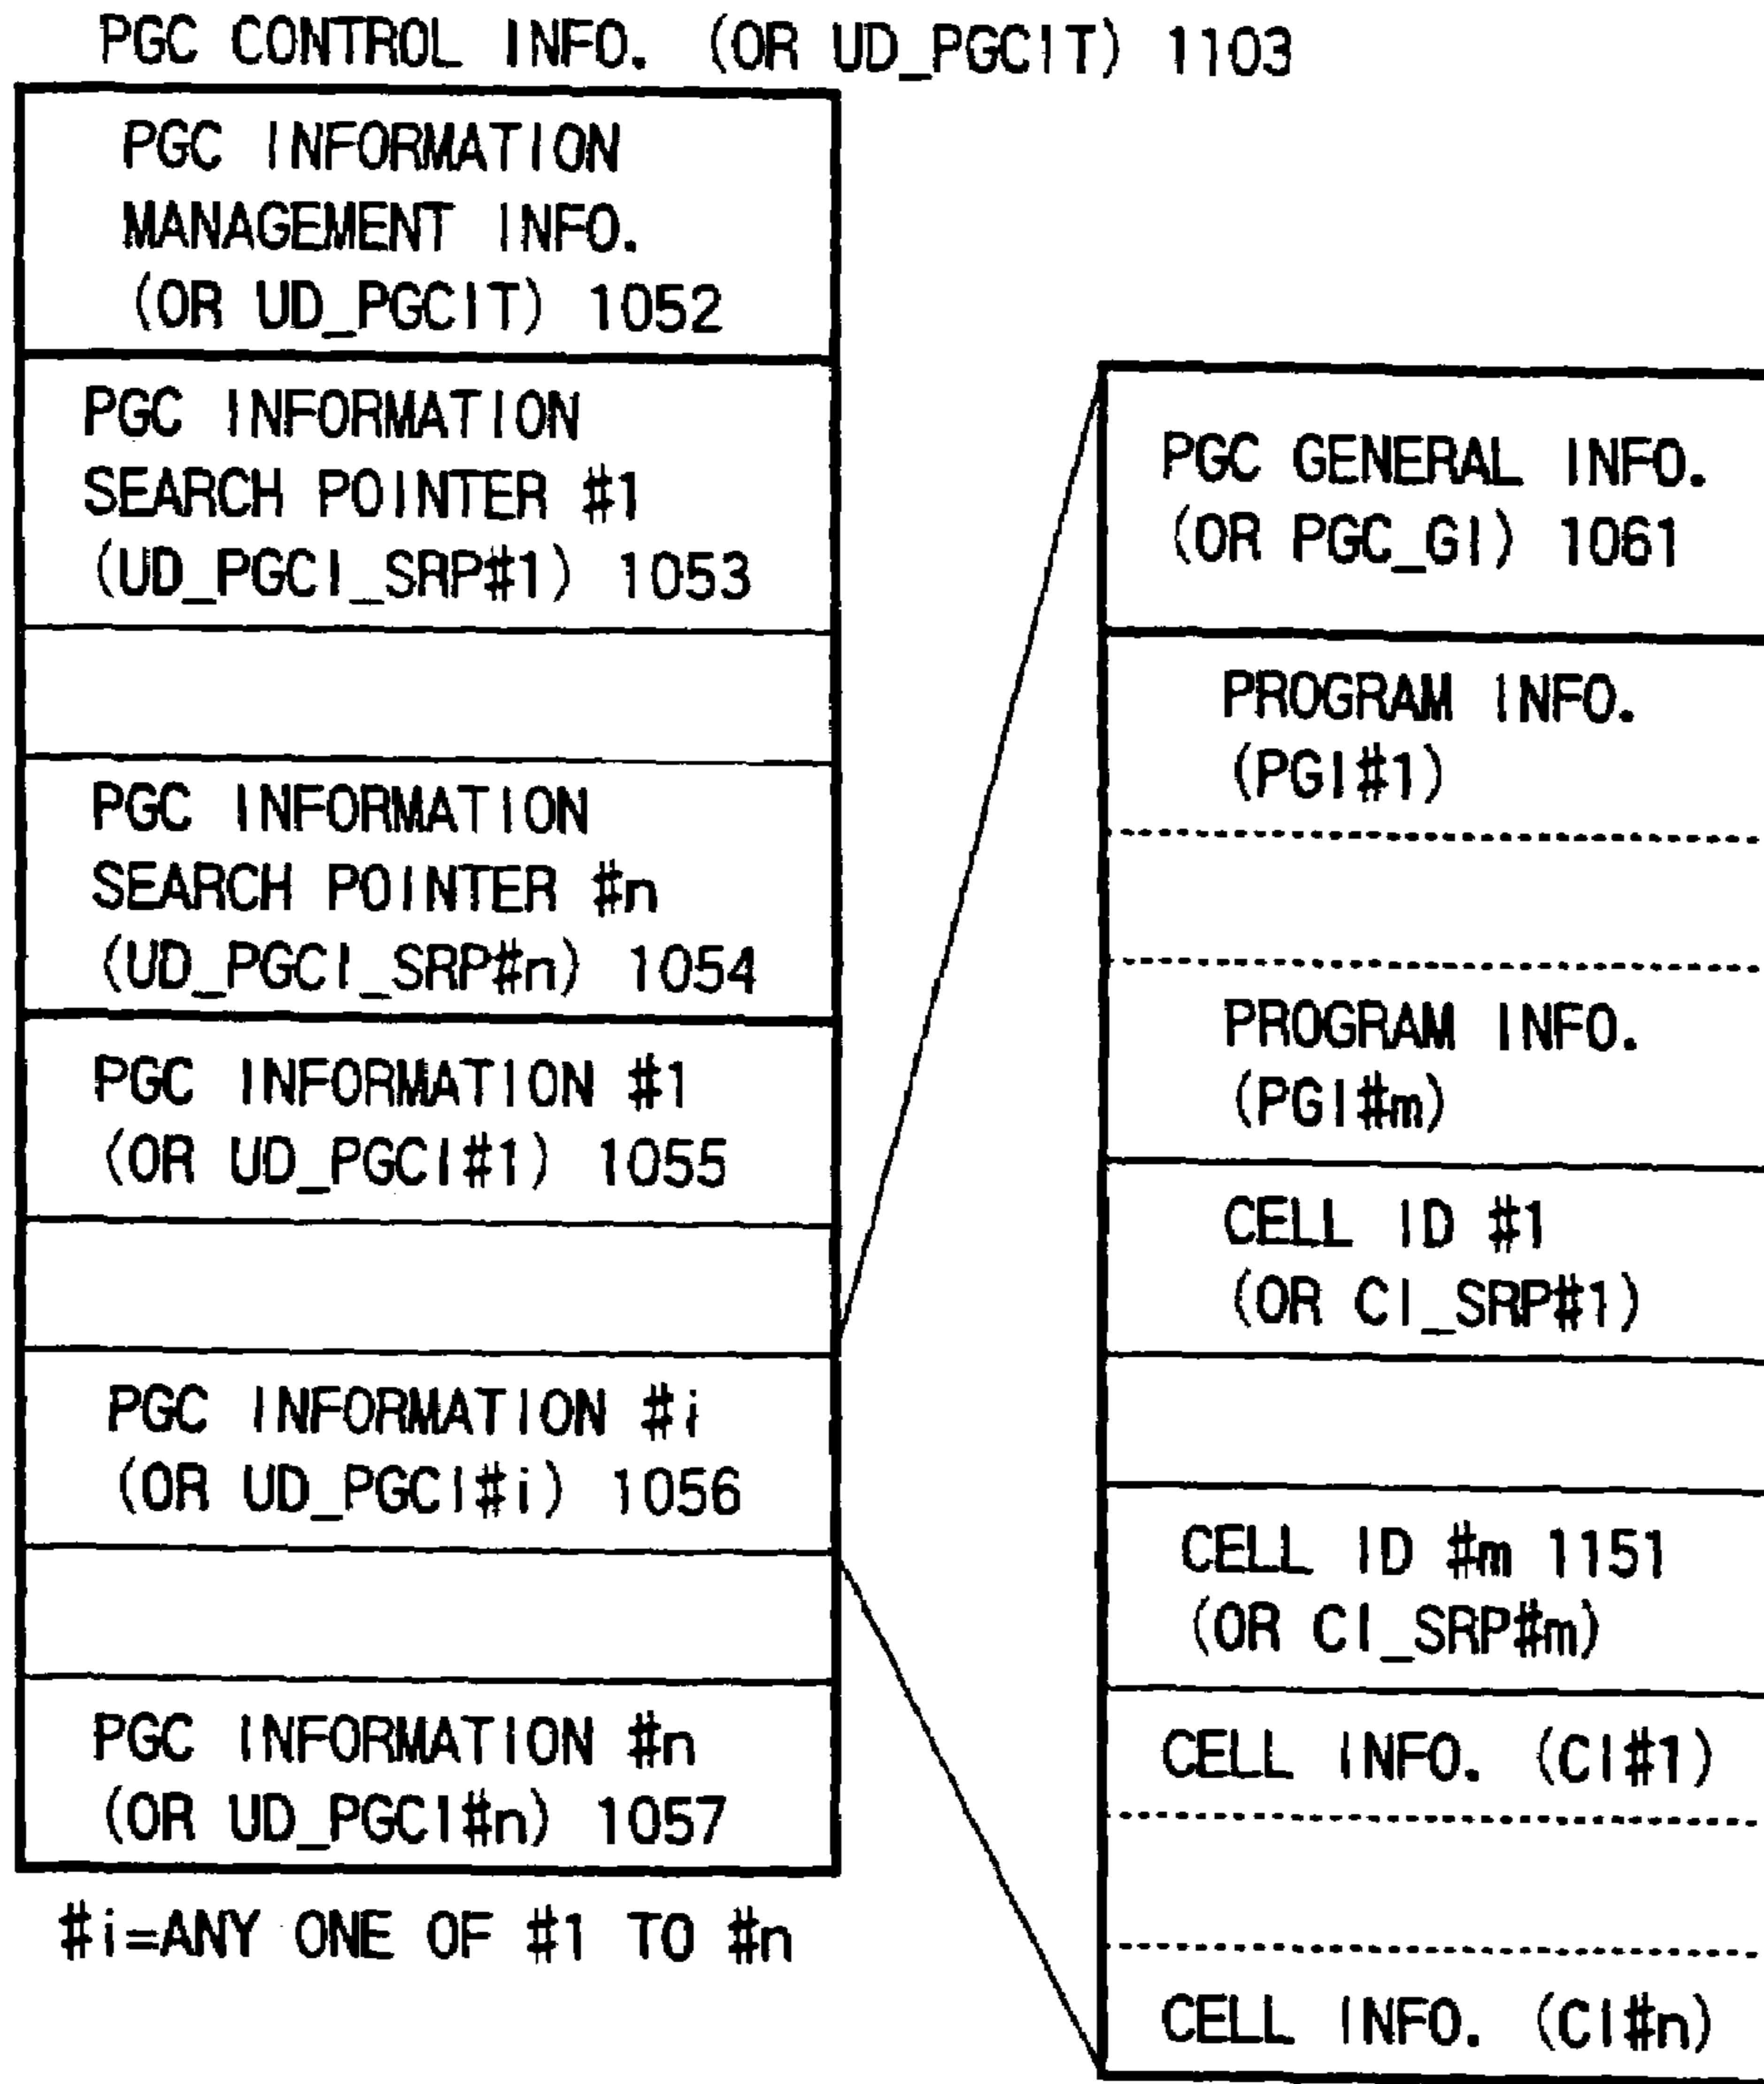 PGC CONTROL INFO. (OR UD_PGCIT) 1103
PGC INFORMATION
MANAGEMENT INFO.
(OR UD_PGCIT) 1052
PGC INFORMATION
SEARCH POINTER #1
(UD_PGCI_SRP#1) 1053
PGC INFORMATION
SEARCH POINTER #n
(UD_PGCI_SRP#n) 1054
PGC INFORMATION #1
(OR UD_PGCI#1) 1055
PGC INFORMATION #i
(OR UD_PGCI#i) 1056
PGC INFORMATION #n
(OR UD_PGCI#n) 1057
#i=ANY ONE OF #1 TO #n
PGC GENERAL INFO.
(OR PGC_GI) 1061
PROGRAM INFO.
(PGI#1)
PROGRAM INFO.
(PGI#m)
CELL ID #1
(OR CI_SRP#1)
CELL ID #m 1151
(OR CI_SRP#m)
CELL INFO. (CI#1)
CELL INFO. (CI#n)